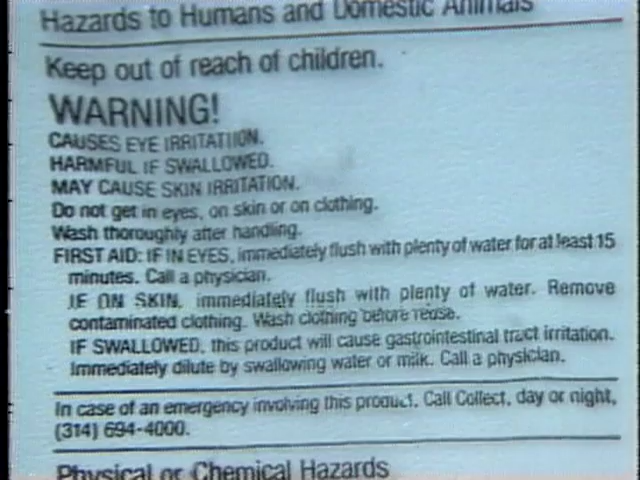 Hazards to Humans and Domestic Animals
Keep out of reach of children.
WARNING!
CAUSES EYE IRRITATION.
HARMFUL IF SWALLOWED.
MAY CAUSE SKIN IRRITATION.
Do not get in eyes, on skin or on clothing.
Wash thoroughly after handling.
FIRST AID: IF IN EYES, immediately flush with plenty of water for at least 15
minutes. Call a physician.
IF ON SKIN, immediately flush with plenty of water. Remove
contaminated clothing. Wash clothing before reuse.
IF SWALLOWED, this product will cause gastrointestinal tract irritation.
Immediately dilute by swallowing water or milk. Call a physician.
In case of an emergency involving this product, Call Collect, day or night,
(314) 694-4000.
Physical or Chemical Hazards